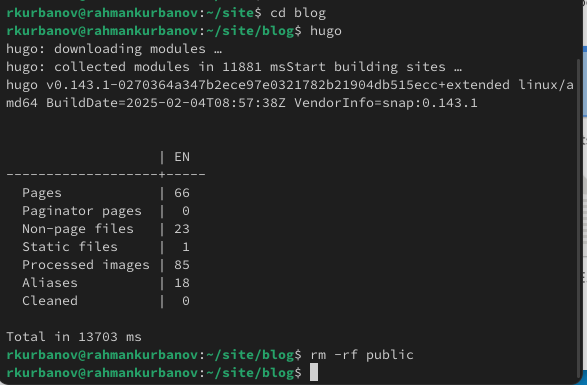 rkurbanov@rahmankurbanov:~/site$ cd blog
rkurbanov@rahmankurbanov:~/site/blog$ hugo
hugo: downloading modules …
hugo: collected modules in 11881 msStart building sites …
hugo v0.143.1-0270364a347b2ece97e0321782b21904db515ecc+extended linux/a
md64 BuildDate=2025-02-04T08:57:38Z VendorInfo=snap:0.143.1
| EN
-------------------+-----
Pages | 66
Paginator pages | 0
Non-page files | 23
Static files | 1
Processed images | 85
Aliases | 18
Cleaned | 0
Total in 13703 ms
rkurbanov@rahmankurbanov:~/site/blog$ rm -rf public
rkurbanov@rahmankurbanov:~/site/blog$